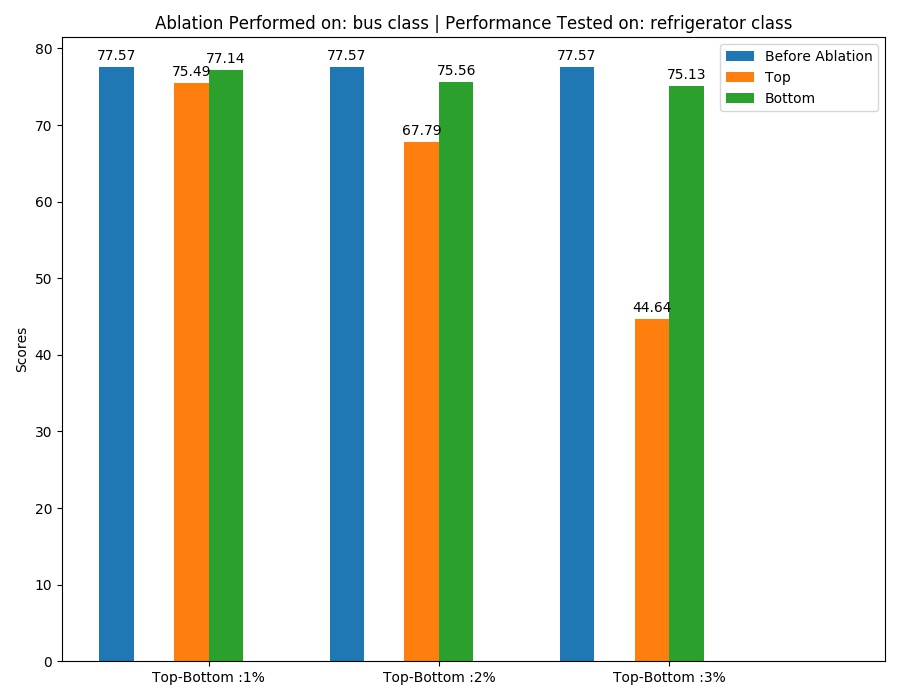 Ablation Performed on: bus class | Performance Tested on: refrigerator class
Before Ablation
Top
Bottom
Scores
80
70
60
50
40
30
20
10
0
77.57
75.49
77.14
77.57
67.79
75.56
77.57
44.64
75.13
Top-Bottom :1%
Top-Bottom :2%
Top-Bottom :3%